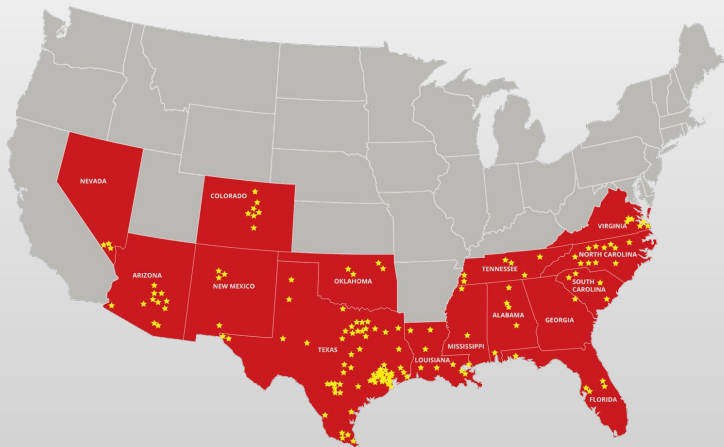 NEVADA
COLORADO
VIRGINIA
NORTH CAROLINA
TENNESSEE
ARIZONA
NEW MEXICO
OKLAHOMA
SOUTH
CAROLINA
ALABAMA
GEORGIA
TEXAS
MISSISSIPPI
LOUISIANA
FLORIDA